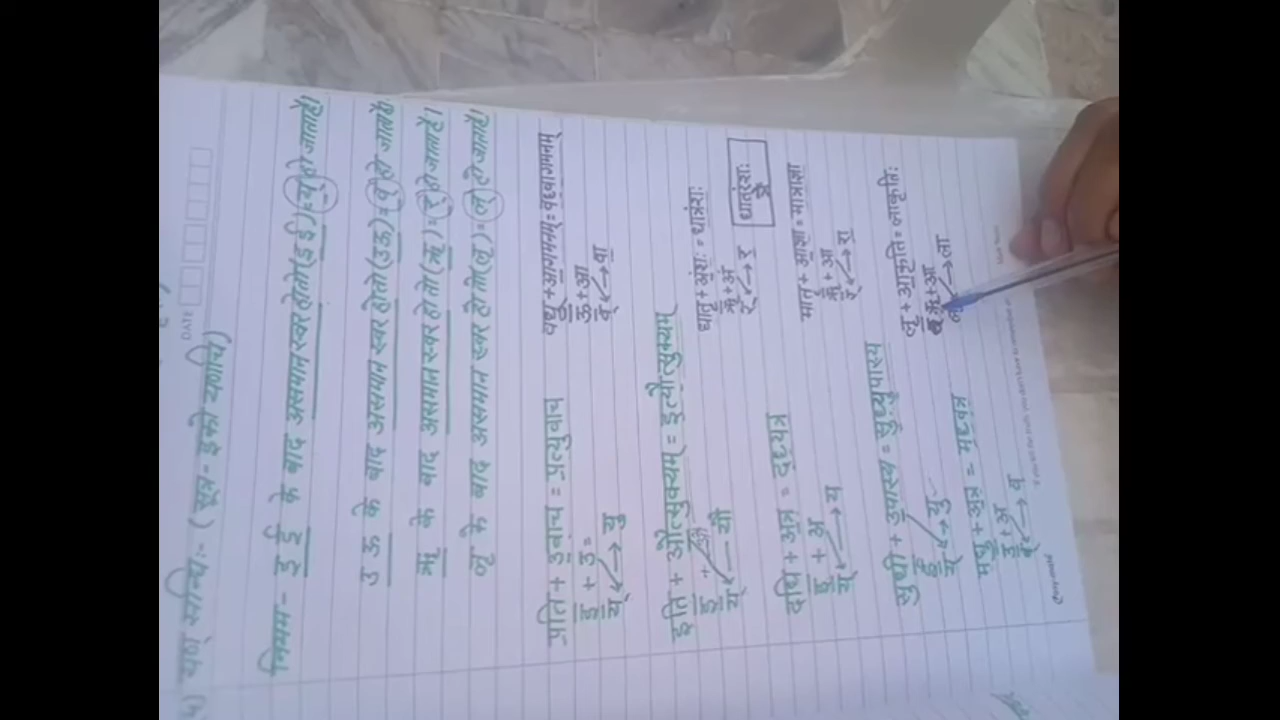 यण् सन्धिः:- (सूत्र - इको यणचि)
DATE
नियम - इ ई के बाद असमान स्वर हो तो (इ ई) = य् हो जाता है।
उ ऊ के बाद असमान स्वर हो तो (उ ऊ) = व् हो जाता है
ऋ के बाद असमान स्वर हो तो (ऋ) = र् हो जाता है।
लृ के बाद असमान स्वर हो तो (लृ) = ल् हो जाता है।
प्रति + उवाच = प्रत्युवाच
इ + उ =
य् ↙ → यु
इति + औत्सुक्यम् = इत्यौत्सुक्यम्
इ + औ
य् ← यौ
दधि + अत्र = दध्यत्र
इ + अ
य् ↙ → य
सुधी + उपास्य = सुध्युपास्य
ई
य् ↙ → यु
मधु + अत्र = मध्वत्र
उ + अ
व् ↙ → व
वधू + आगमनम् = वध्वागमनम्
ऊ + आ
व् ↙ → वा
धातृ + अंशः = धात्रंशः
ऋ + अ
र् ↙ → र
धात्रंशः
मातृ + आज्ञा = मात्राज्ञा
ऋ + आ
र् ↙ → रा
लृ + आकृति = लाकृतिः
ऋ + आ
ल् ↙ → ला